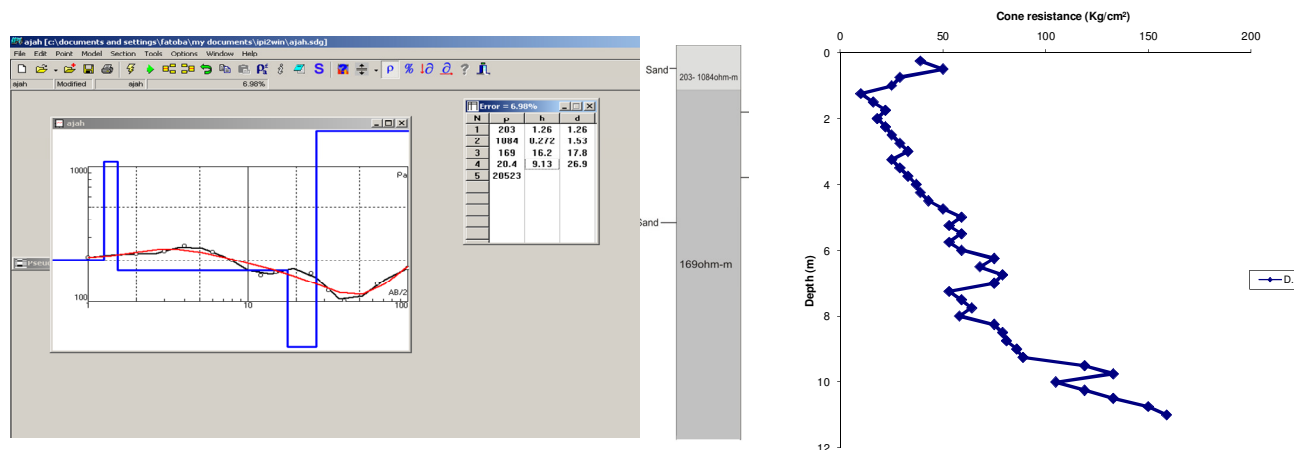 ajah [c:\documents and settings\fatoba\my documents\ipi2win\ajah.sdg]
File Edit Point Model Section Tools Options Window Help
ajah Modified ajah 6.98%
ajah
1000
Pa
100
AB/2
1 10 100
Error = 6.98%
N ρ h d
1 203 1.26 1.26
2 1084 0.272 1.53
3 169 16.2 17.8
4 20.4 9.13 26.9
5 20523
Pseu
Sand
203- 1084ohm-m
Sand
169ohm-m
Cone resistance (Kg/cm²)
0 50 100 150 200
0
2
4
6
8
10
12
Depth (m)
D.